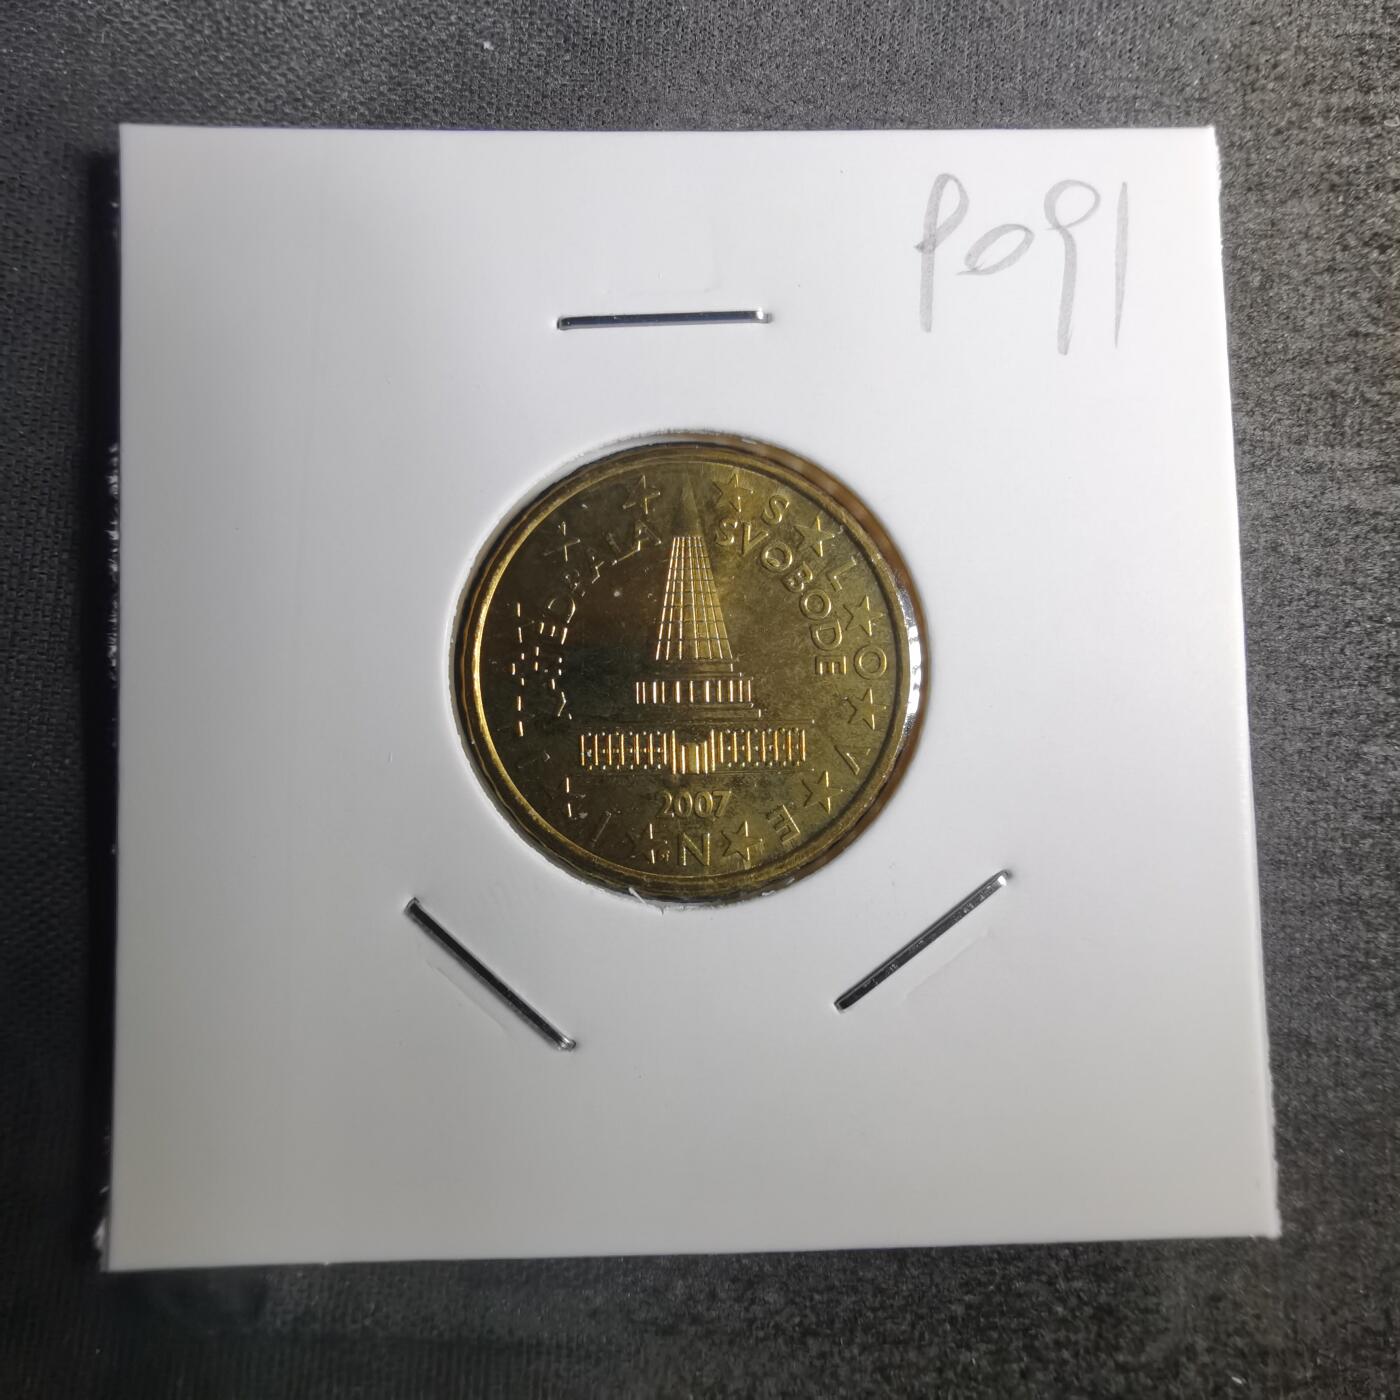 P091
KATEDRALA SVOBODE
SLOVENIJA
2007